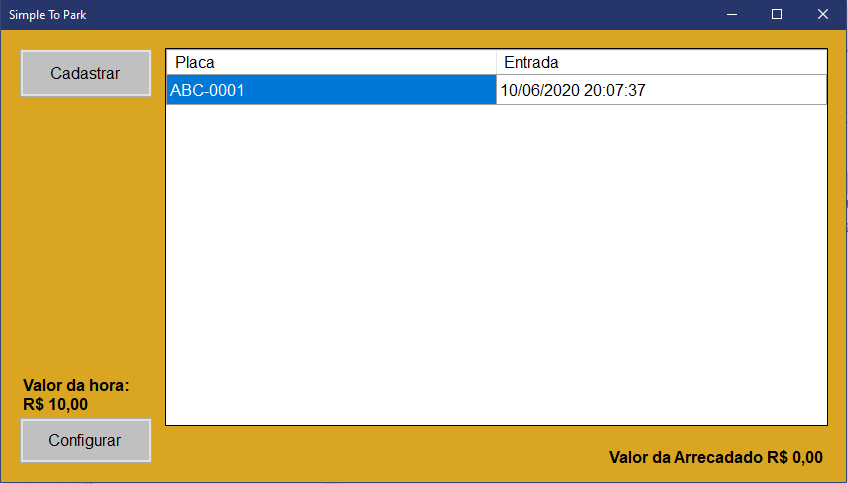 Simple To Park
Cadastrar
Placa Entrada
ABC-0001 10/06/2020 20:07:37
Valor da hora:
R$ 10,00
Configurar
Valor da Arrecadado R$ 0,00